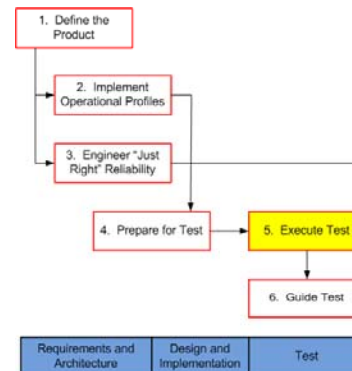 1. Define the
Product
2. Implement
Operational Profiles
3. Engineer "Just
Right" Reliability
4. Prepare for Test
5. Execute Test
6. Guide Test
Requirements and
Architecture
Design and
Implementation
Test